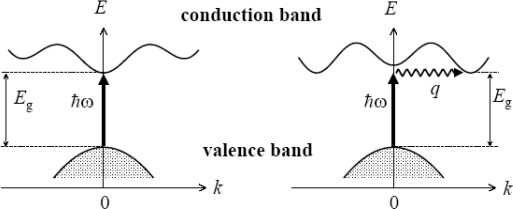 E
conduction band
E
E_g
ħω
ħω
q
E_g
valence band
k
k
0
0